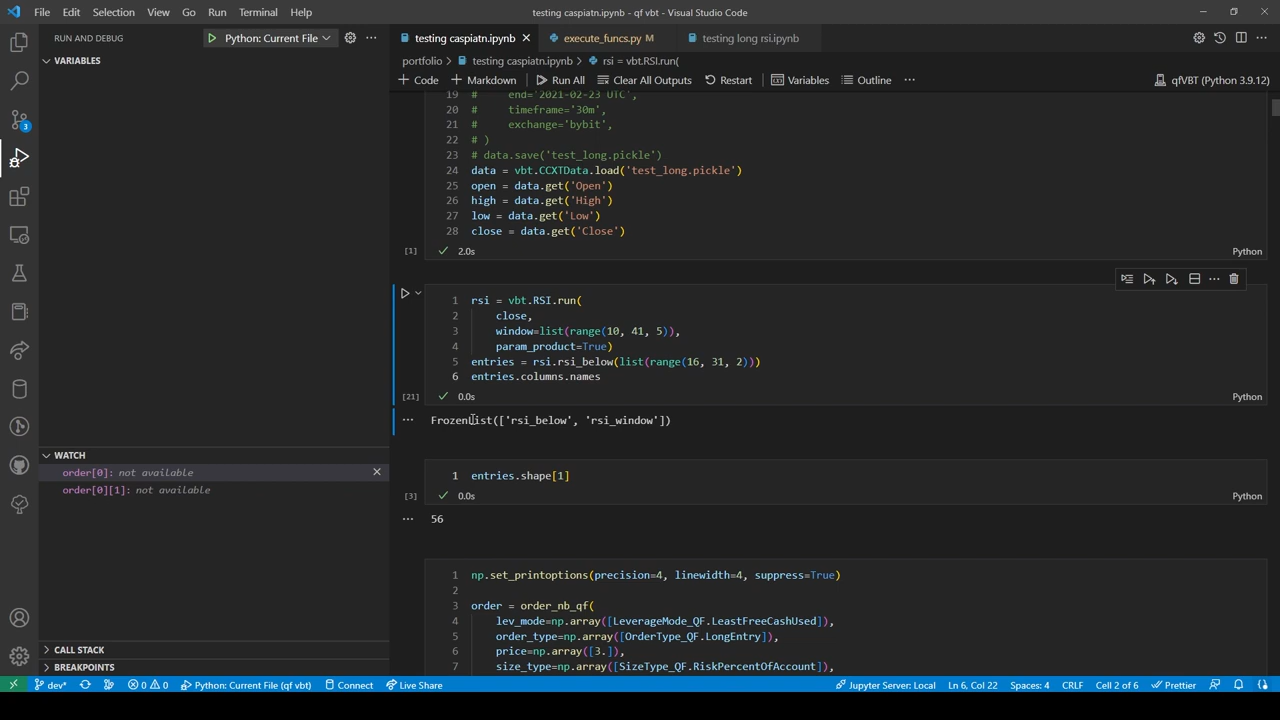 File Edit Selection View Go Run Terminal Help
testing caspiatn.ipynb - qf vbt - Visual Studio Code
RUN AND DEBUG
Python: Current File
testing caspiatn.ipynb
execute_funcs.py M
testing long rsi.ipynb
VARIABLES
portfolio > testing caspiatn.ipynb > rsi = vbt.RSI.run(
Code Markdown Run All Clear All Outputs Restart Variables Outline
qfVBT (Python 3.9.12)
19 # end='2021-02-23 UTC',
20 # timeframe='30m',
21 # exchange='bybit',
22 # )
23 # data.save('test_long.pickle')
24 data = vbt.CCXTData.load('test_long.pickle')
25 open = data.get('Open')
26 high = data.get('High')
27 low = data.get('Low')
28 close = data.get('Close')
[1] 2.0s Python
1 rsi = vbt.RSI.run(
2 close,
3 window=list(range(10, 41, 5)),
4 param_product=True)
5 entries = rsi.rsi_below(list(range(16, 31, 2)))
6 entries.columns.names
[21] 0.0s Python
FrozenList(['rsi_below', 'rsi_window'])
WATCH
order[0]: not available
order[0][1]: not available
1 entries.shape[1]
[3] 0.0s Python
56
1 np.set_printoptions(precision=4, linewidth=4, suppress=True)
2
3 order = order_nb_qf(
4 lev_mode=np.array([LeverageMode_QF.LeastFreeCashUsed]),
5 order_type=np.array([OrderType_QF.LongEntry]),
6 price=np.array([3.]),
7 size_type=np.array([SizeType_QF.RiskPercentOfAccount]),
CALL STACK
BREAKPOINTS
3
dev* 0 0 Python: Current File (qf vbt) Connect Live Share
Jupyter Server: Local Ln 6, Col 22 Spaces: 4 CRLF Cell 2 of 6 Prettier